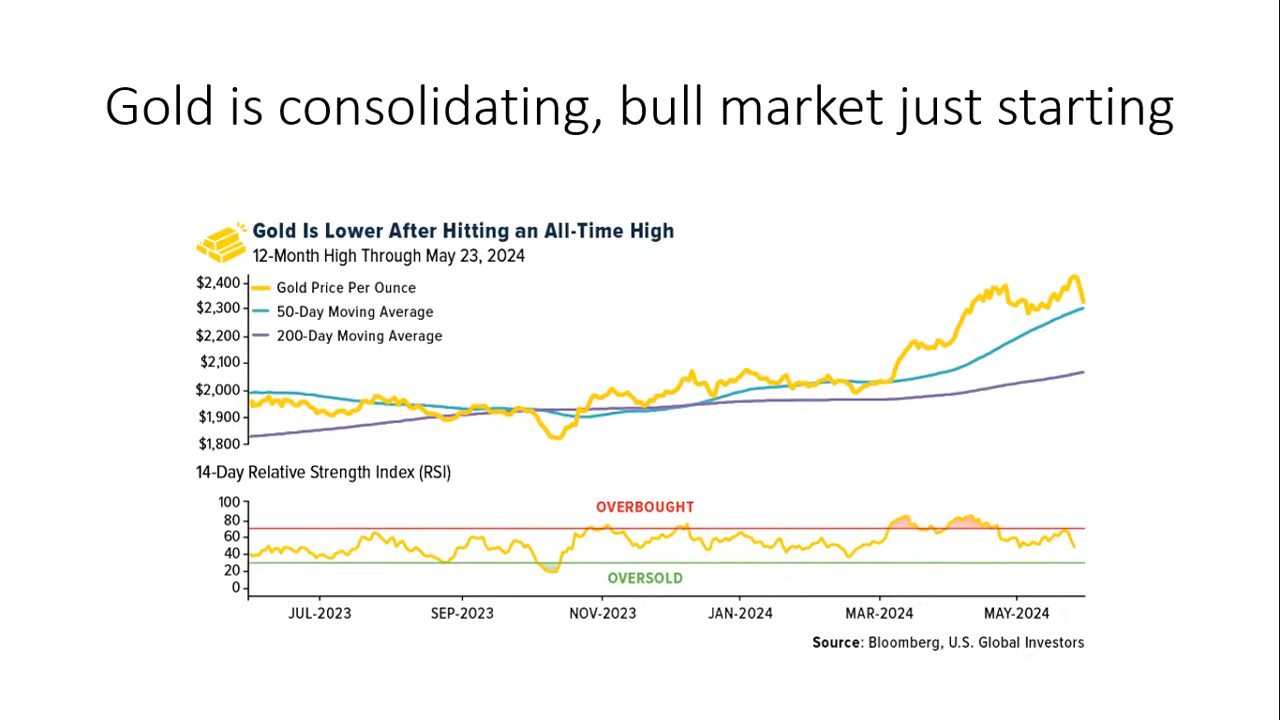 Gold is consolidating, bull market just starting
Gold Is Lower After Hitting an All-Time High
12-Month High Through May 23, 2024
$2,400
Gold Price Per Ounce
$2,300
50-Day Moving Average
$2,200
200-Day Moving Average
$2,100
$2,000
$1,900
$1,800
14-Day Relative Strength Index (RSI)
100
OVERBOUGHT
80
60
40
20
OVERSOLD
0
JUL-2023 SEP-2023 NOV-2023 JAN-2024 MAR-2024 MAY-2024
Source: Bloomberg, U.S. Global Investors